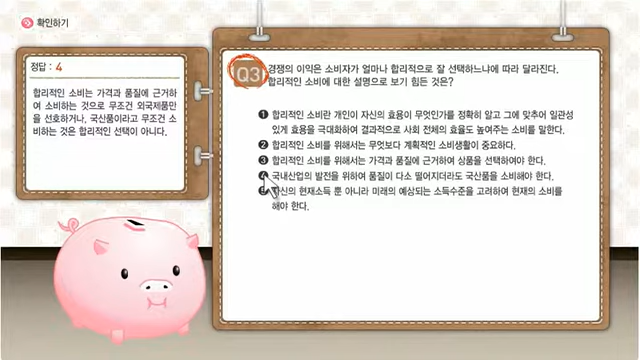 확인하기
정답 : 4
합리적인 소비는 가격과 품질에 근거하
여 소비하는 것으로 무조건 외국제품만
을 선호하거나, 국산품이라고 무조건 소
비하는 것은 합리적인 선택이 아니다.
Q3
경쟁의 이익은 소비자가 얼마나 합리적으로 잘 선택하느냐에 따라 달라진다.
합리적인 소비에 대한 설명으로 보기 힘든 것은?
❶ 합리적인 소비란 개인이 자신의 효용이 무엇인가를 정확히 알고 그에 맞추어 일관성
있게 효용을 극대화하여 결과적으로 사회 전체의 효율도 높여주는 소비를 말한다.
❷ 합리적인 소비를 위해서는 무엇보다 계획적인 소비생활이 중요하다.
❸ 합리적인 소비를 위해서는 가격과 품질에 근거하여 상품을 선택하여야 한다.
❹ 국내산업의 발전을 위하여 품질이 다소 떨어지더라도 국산품을 소비해야 한다.
❺ 자신의 현재소득 뿐 아니라 미래의 예상되는 소득수준을 고려하여 현재의 소비를
해야 한다.